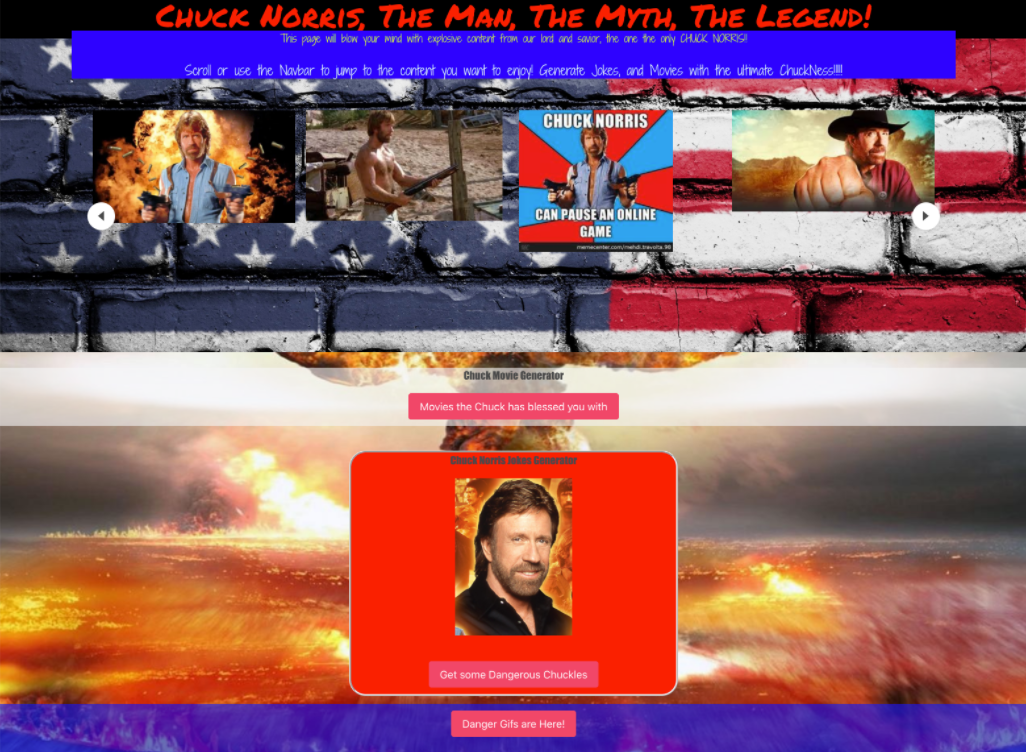 Chuck Norris, The Man, The Myth, The Legend!
This page will blow your mind with explosive content from our lord and savior, the one the only CHUCK NORRIS!!
Scroll or use the Navbar to jump to the content you want to enjoy! Generate Jokes, and Movies with the ultimate ChuckNess!!!!
CHUCK NORRIS
CAN PAUSE AN ONLINE
GAME
memecenter.com/mehdi.travolta.98
Chuck Movie Generator
Movies the Chuck has blessed you with
Chuck Norris Jokes Generator
Get some Dangerous Chuckles
Danger Gifs are Here!